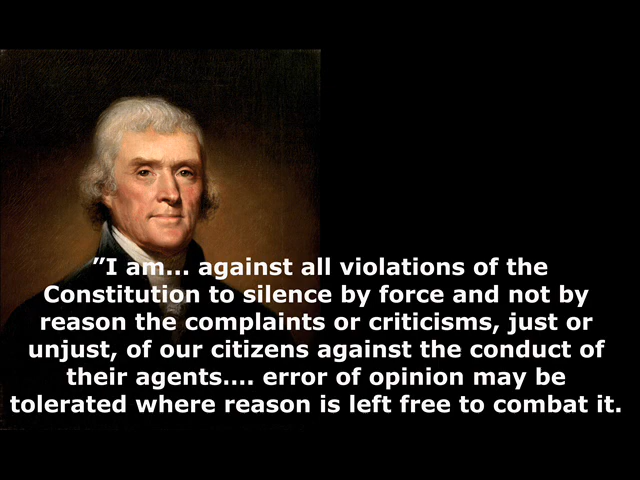 ”I am... against all violations of the
Constitution to silence by force and not by
reason the complaints or criticisms, just or
unjust, of our citizens against the conduct of
their agents.... error of opinion may be
tolerated where reason is left free to combat it.